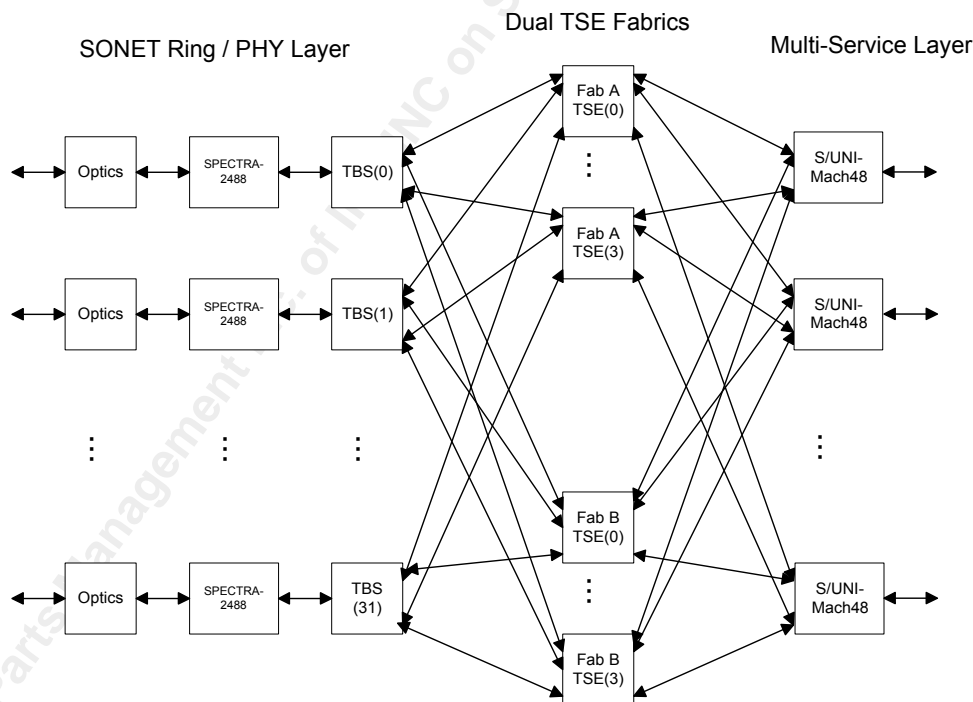 Dual TSE Fabrics
SONET Ring / PHY Layer
Multi-Service Layer
Fab A
TSE(0)
Optics
SPECTRA-
2488
TBS(0)
...
S/UNI-
Mach48
Fab A
TSE(3)
Optics
SPECTRA-
2488
TBS(1)
S/UNI-
Mach48
...
...
...
...
Fab B
TSE(0)
Optics
SPECTRA-
2488
TBS
(31)
...
S/UNI-
Mach48
Fab B
TSE(3)